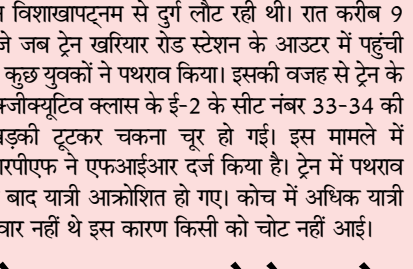 विशाखापट्नम से दुर्ग लौट रही थी। रात करीब 9
जब ट्रेन खरियार रोड स्टेशन के आउटर में पहुंची
कुछ युवकों ने पथराव किया। इसकी वजह से ट्रेन के
क्जीक्यूटिव क्लास के ई-2 के सीट नंबर 33-34 की
ड़की टूटकर चकना चूर हो गई। इस मामले में
रपीएफ ने एफआईआर दर्ज किया है। ट्रेन में पथराव
बाद यात्री आक्रोशित हो गए। कोच में अधिक यात्री
वार नहीं थे इस कारण किसी को चोट नहीं आई।